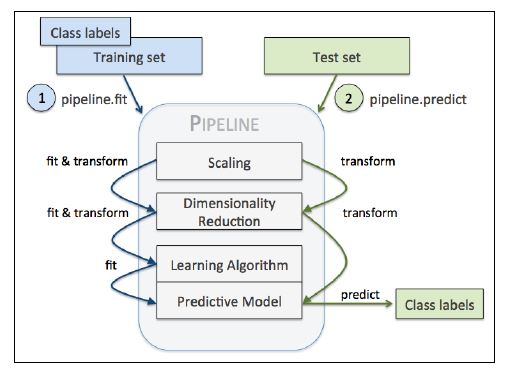 Class labels
Training set
Test set
1 pipeline.fit
2 pipeline.predict
PIPELINE
fit & transform
Scaling
transform
fit & transform
Dimensionality
Reduction
transform
fit
Learning Algorithm
Predictive Model
predict
Class labels